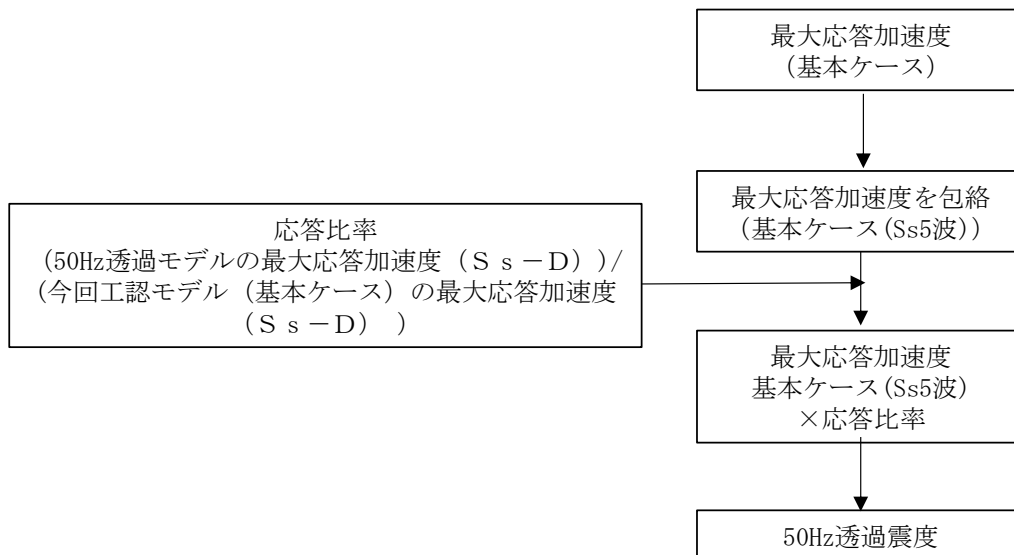 最大応答加速度
(基本ケース)
最大応答加速度を包絡
(基本ケース(Ss5波))
応答比率
(50Hz透過モデルの最大応答加速度(Ss-D))/
(今回工認モデル(基本ケース)の最大応答加速度
(Ss-D) )
最大応答加速度
基本ケース(Ss5波)
×応答比率
50Hz透過震度